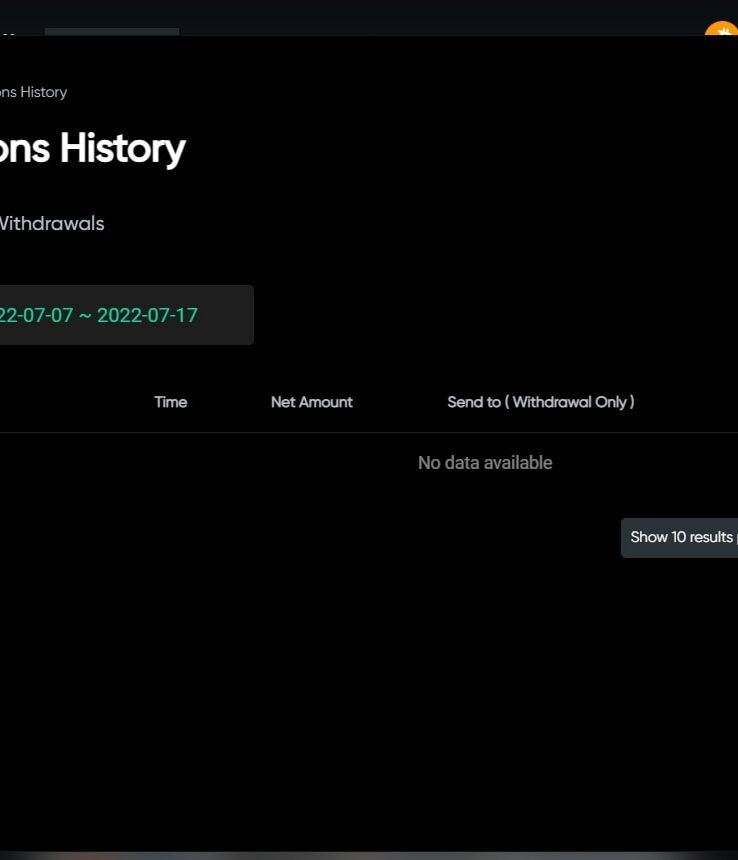 ons History
ons History
Withdrawals
22-07-07 ~ 2022-07-17
Time Net Amount Send to ( Withdrawal Only )
No data available
Show 10 results